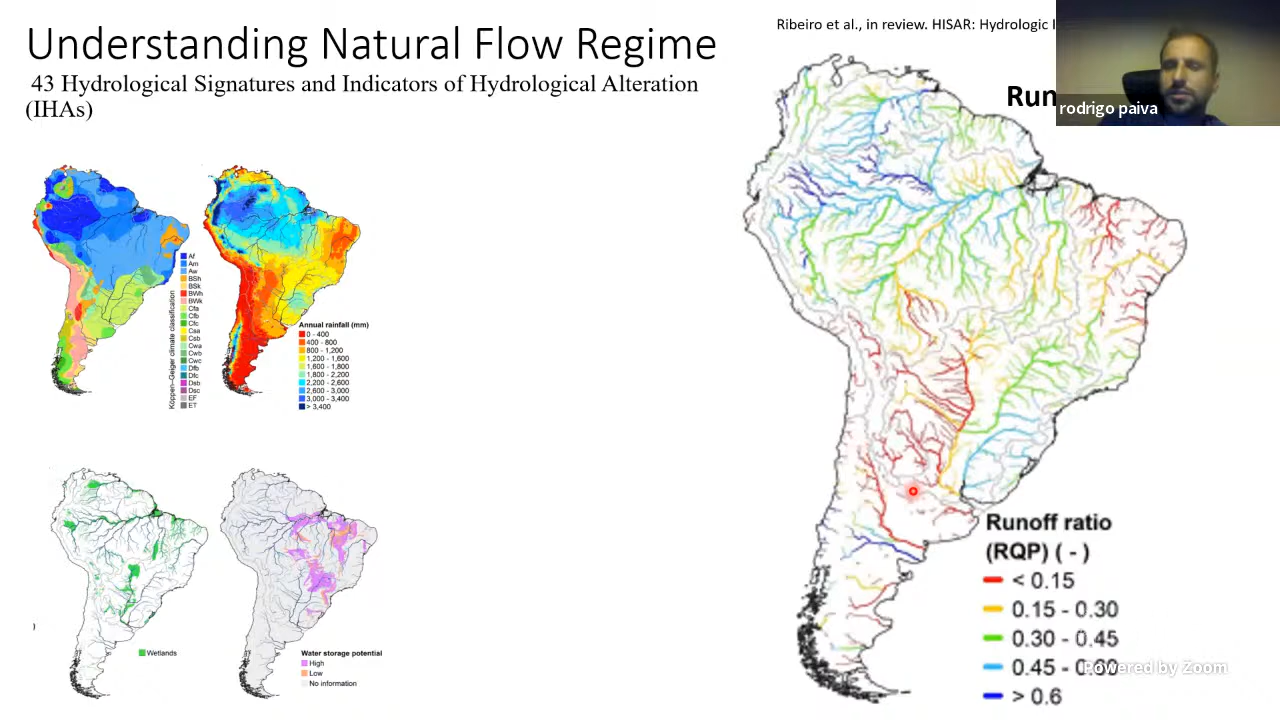 Understanding Natural Flow Regime
43 Hydrological Signatures and Indicators of Hydrological Alteration
(IHAs)
Ribeiro et al., in review. HISAR: Hydrologic
Run
rodrigo paiva
Köppen–Geiger climate classification
Af
Am
Aw
BSh
BSk
BWh
BWk
Cfa
Cfb
Cfc
Csa
Csb
Cwa
Cwb
Cwc
Dfb
Dfc
Dsb
Dsc
EF
ET
Annual rainfall (mm)
0 - 400
400 - 800
800 - 1,200
1,200 - 1,600
1,600 - 1,800
1,800 - 2,200
2,200 - 2,600
2,600 - 3,000
3,000 - 3,400
> 3,400
)
Wetlands
Water storage potential
High
Low
No information
Runoff ratio
(RQP) ( - )
< 0.15
0.15 - 0.30
0.30 - 0.45
0.45 -
> 0.6
Powered by Zoom